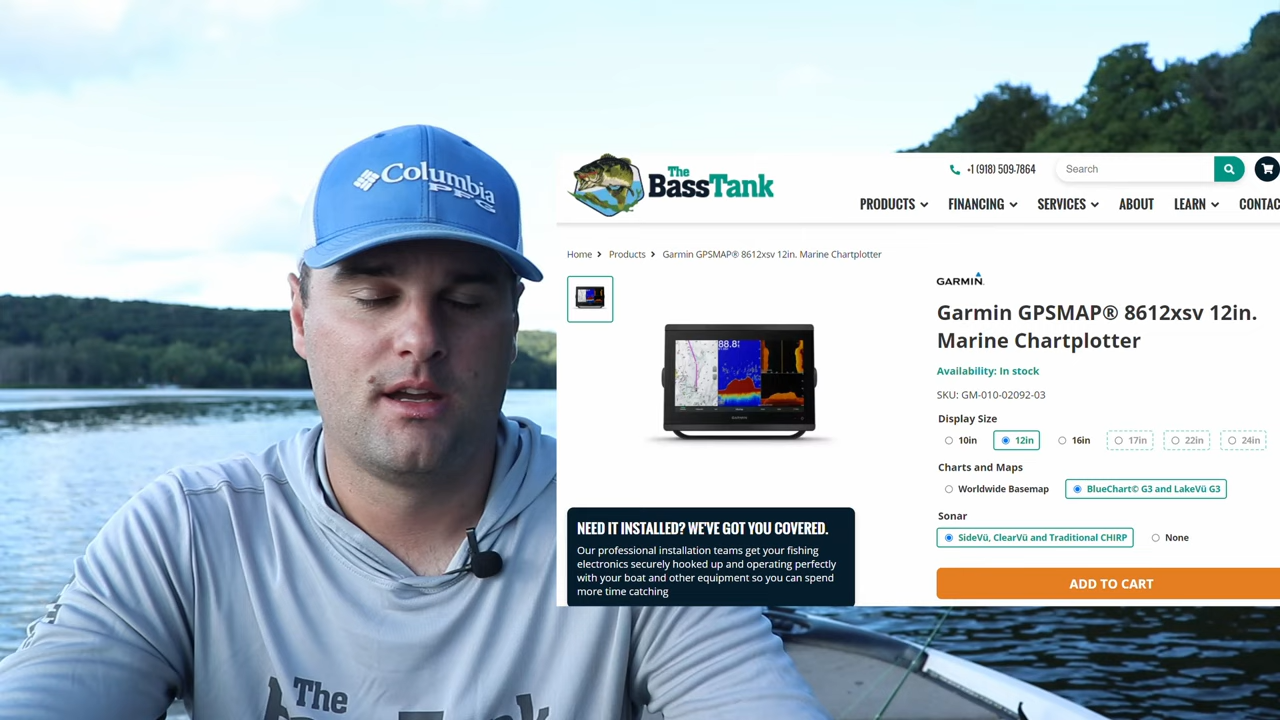 Columbia
PFG
The
BassTank
The
BassTank
+1 (918) 509-7864
Search
PRODUCTS
FINANCING
SERVICES
ABOUT
LEARN
CONTAC
Home
Products
Garmin GPSMAP® 8612xsv 12in. Marine Chartplotter
88.8
GARMIN
GARMIN.
Garmin GPSMAP® 8612xsv 12in.
Marine Chartplotter
Availability: In stock
SKU: GM-010-02092-03
Display Size
10in 12in 16in 17in 22in 24in
Charts and Maps
Worldwide Basemap BlueChart© G3 and LakeVü G3
Sonar
SideVü, ClearVü and Traditional CHIRP None
ADD TO CART
NEED IT INSTALLED? WE'VE GOT YOU COVERED.
Our professional installation teams get your fishing
electronics securely hooked up and operating perfectly
with your boat and other equipment so you can spend
more time catching